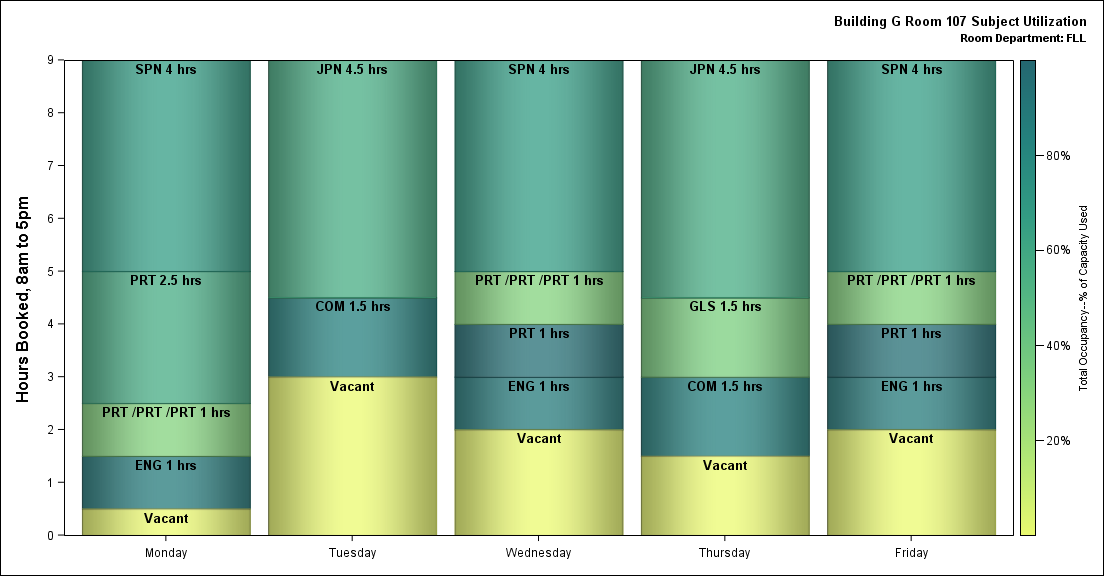 Building G Room 107 Subject Utilization
Room Department: FLL
Hours Booked, 8am to 5pm
9
8
7
6
5
4
3
2
1
0
SPN 4 hrs
PRT 2.5 hrs
PRT /PRT /PRT 1 hrs
ENG 1 hrs
Vacant
JPN 4.5 hrs
COM 1.5 hrs
Vacant
SPN 4 hrs
PRT /PRT /PRT 1 hrs
PRT 1 hrs
ENG 1 hrs
Vacant
JPN 4.5 hrs
GLS 1.5 hrs
COM 1.5 hrs
Vacant
SPN 4 hrs
PRT /PRT /PRT 1 hrs
PRT 1 hrs
ENG 1 hrs
Vacant
Monday
Tuesday
Wednesday
Thursday
Friday
80%
60%
40%
20%
Total Occupancy--% of Capacity Used